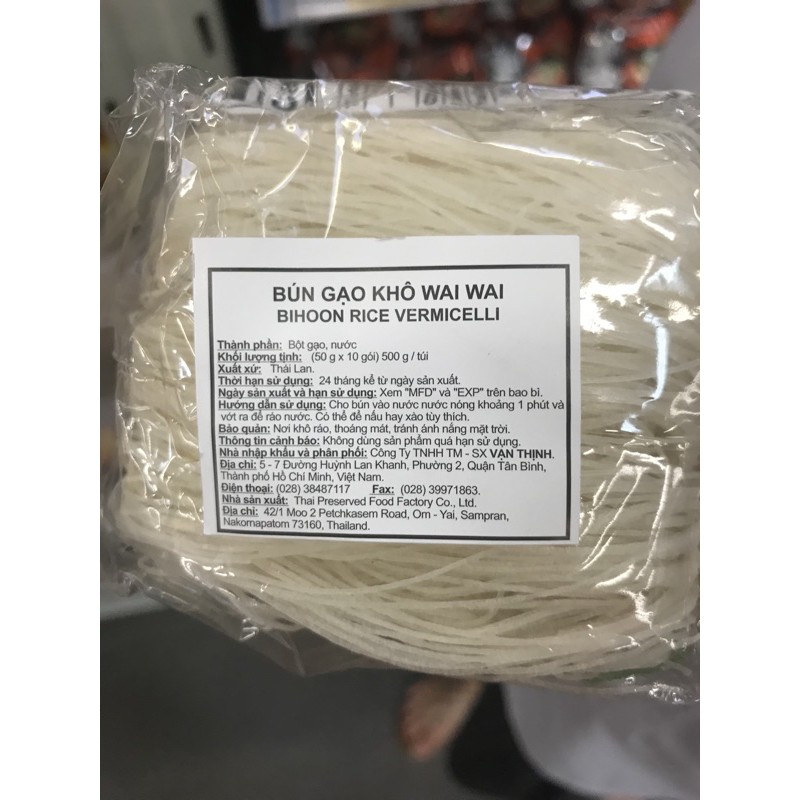 BÚN GẠO KHÔ WAI WAI
BIHOON RICE VERMICELLI
Thành phần: Bột gạo, nước
Khối lượng tịnh: (50 g x 10 gói) 500 g / túi
Xuất xứ: Thái Lan.
Thời hạn sử dụng: 24 tháng kể từ ngày sản xuất.
Ngày sản xuất và hạn sử dụng: Xem "MFD" và "EXP" trên bao bì.
Hướng dẫn sử dụng: Cho bún vào nước nước nóng khoảng 1 phút và
vớt ra để ráo nước. Có thể để nấu hay xào tùy thích.
Bảo quản: Nơi khô ráo, thoáng mát, tránh ánh nắng mặt trời.
Thông tin cảnh báo: Không dùng sản phẩm quá hạn sử dụng.
Nhà nhập khẩu và phân phối: Công Ty TNHH TM - SX VẠN THỊNH.
Địa chỉ: 5 - 7 Đường Huỳnh Lan Khanh, Phường 2, Quận Tân Bình,
Thành phố Hồ Chí Minh, Việt Nam.
Điện thoại: (028) 38487117 Fax: (028) 39971863.
Nhà sản xuất: Thai Preserved Food Factory Co., Ltd.
Địa chỉ: 42/1 Moo 2 Petchkasem Road, Om - Yai, Sampran,
Nakornapatom 73160, Thailand.